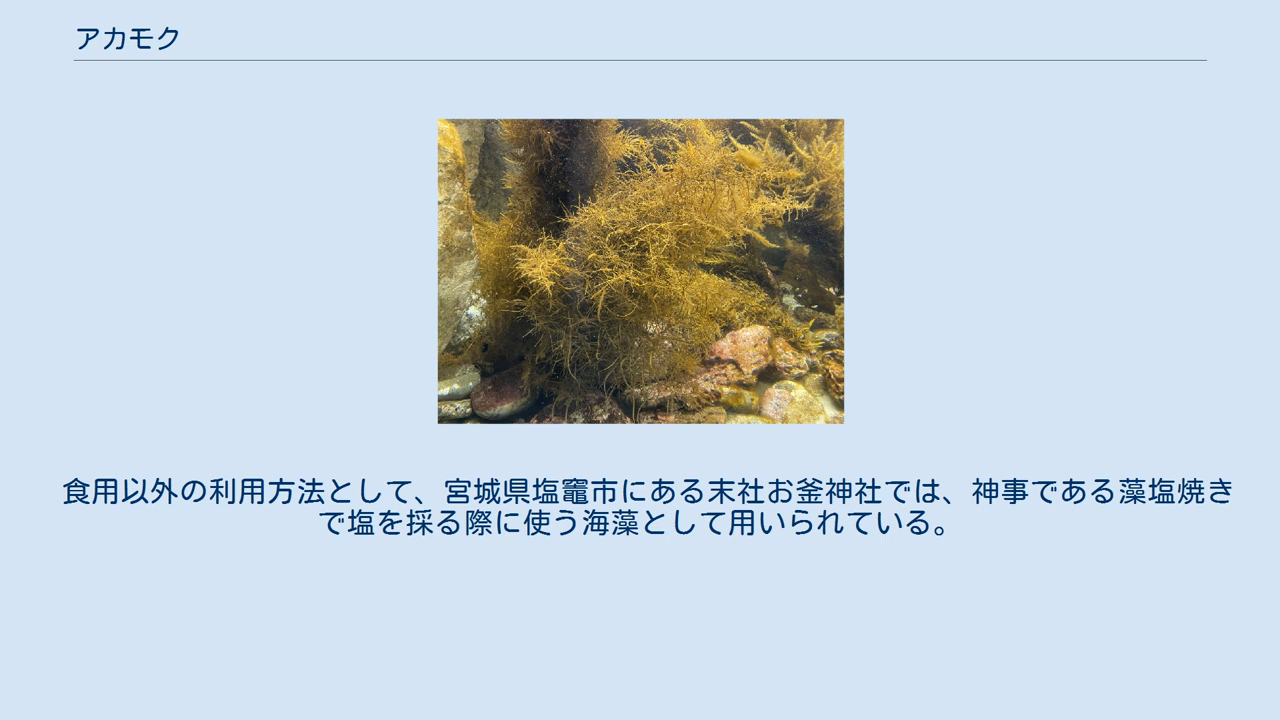 アカモク
食用以外の利用方法として、宮城県塩竈市にある末社お釜神社では、神事である藻塩焼き
で塩を採る際に使う海藻として用いられている。